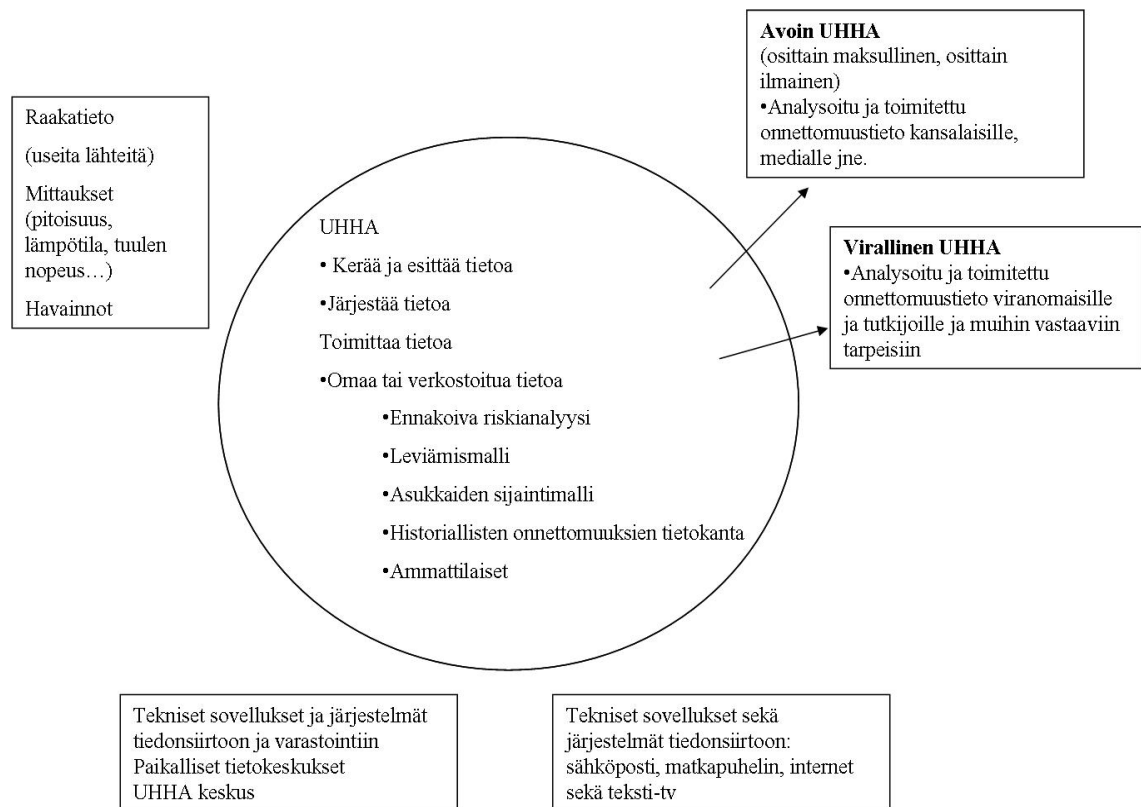 Avoin UHHA
(osittain maksullinen, osittain
ilmainen)
•Analysoitu ja toimitettu
onnettomuustieto kansalaisille,
medialle jne.
Raakatieto
(useita lähteitä)
Mittaukset
(pitoisuus,
lämpötila, tuulen
nopeus…)
Havainnot
UHHA
• Kerää ja esittää tietoa
•Järjestää tietoa
Toimittaa tietoa
•Omaa tai verkostoitua tietoa
•Ennakoiva riskianalyysi
•Leviämismalli
•Asukkaiden sijaintimalli
•Historiallisten onnettomuuksien tietokanta
•Ammattilaiset
Virallinen UHHA
•Analysoitu ja toimitettu
onnettomuustieto viranomaisille
ja tutkijoille ja muihin vastaaviin
tarpeisiin
Tekniset sovellukset ja järjestelmät
tiedonsiirtoon ja varastointiin
Paikalliset tietokeskukset
UHHA keskus
Tekniset sovellukset sekä
järjestelmät tiedonsiirtoon:
sähköposti, matkapuhelin, internet
sekä teksti-tv